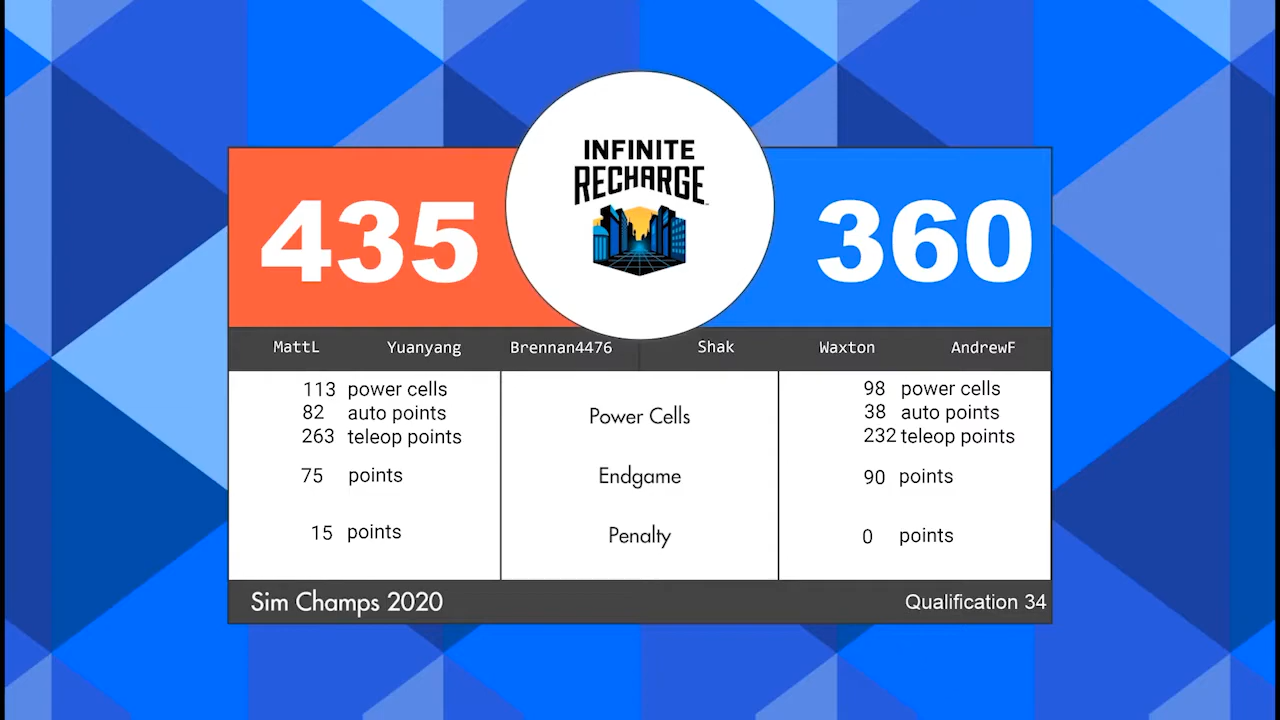 INFINITE
RECHARGE
435
360
MattL Yuanyang Brennan4476 Shak Waxton AndrewF
113 power cells
82 auto points
263 teleop points
75 points
15 points
Power Cells
Endgame
Penalty
98 power cells
38 auto points
232 teleop points
90 points
0 points
Sim Champs 2020
Qualification 34